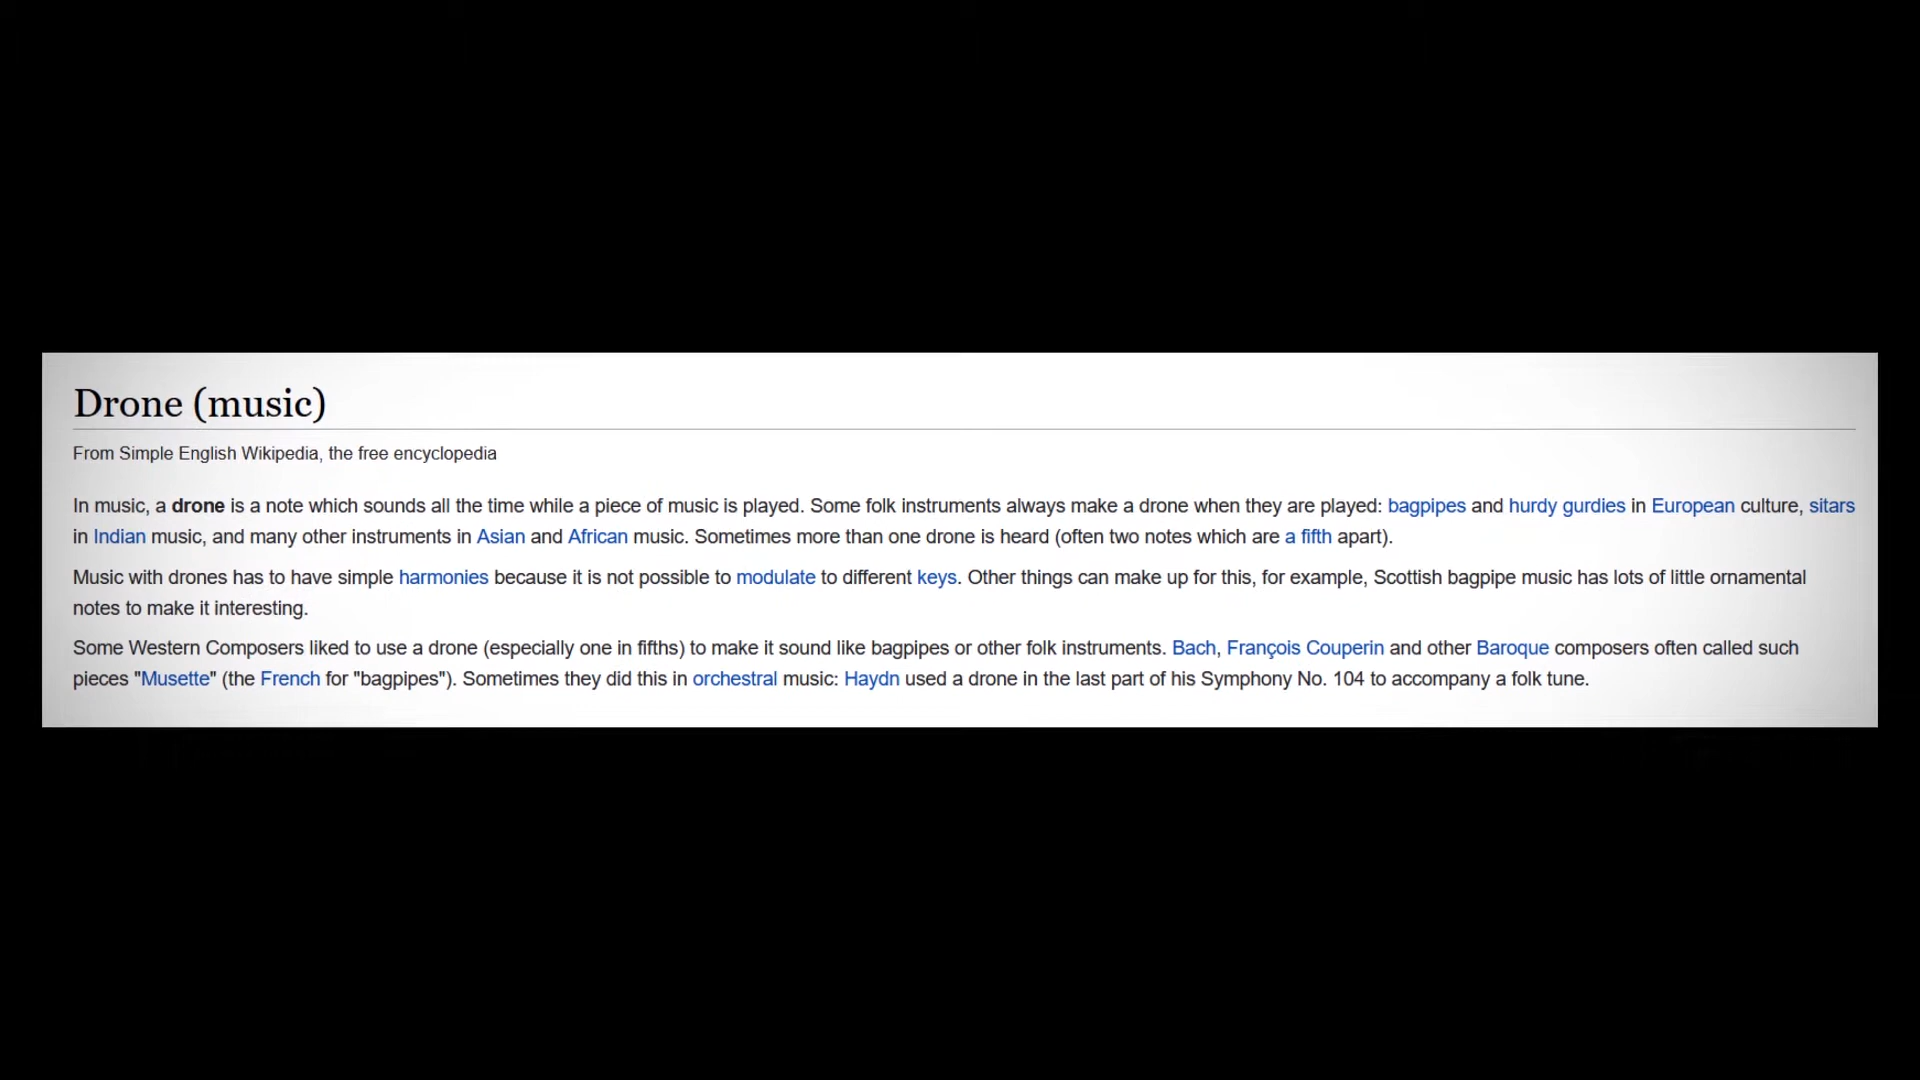 Drone (music)
From Simple English Wikipedia, the free encyclopedia
In music, a drone is a note which sounds all the time while a piece of music is played. Some folk instruments always make a drone when they are played: bagpipes and hurdy gurdies in European culture, sitars
in Indian music, and many other instruments in Asian and African music. Sometimes more than one drone is heard (often two notes which are a fifth apart).
Music with drones has to have simple harmonies because it is not possible to modulate to different keys. Other things can make up for this, for example, Scottish bagpipe music has lots of little ornamental
notes to make it interesting.
Some Western Composers liked to use a drone (especially one in fifths) to make it sound like bagpipes or other folk instruments. Bach, François Couperin and other Baroque composers often called such
pieces "Musette" (the French for "bagpipes"). Sometimes they did this in orchestral music: Haydn used a drone in the last part of his Symphony No. 104 to accompany a folk tune.